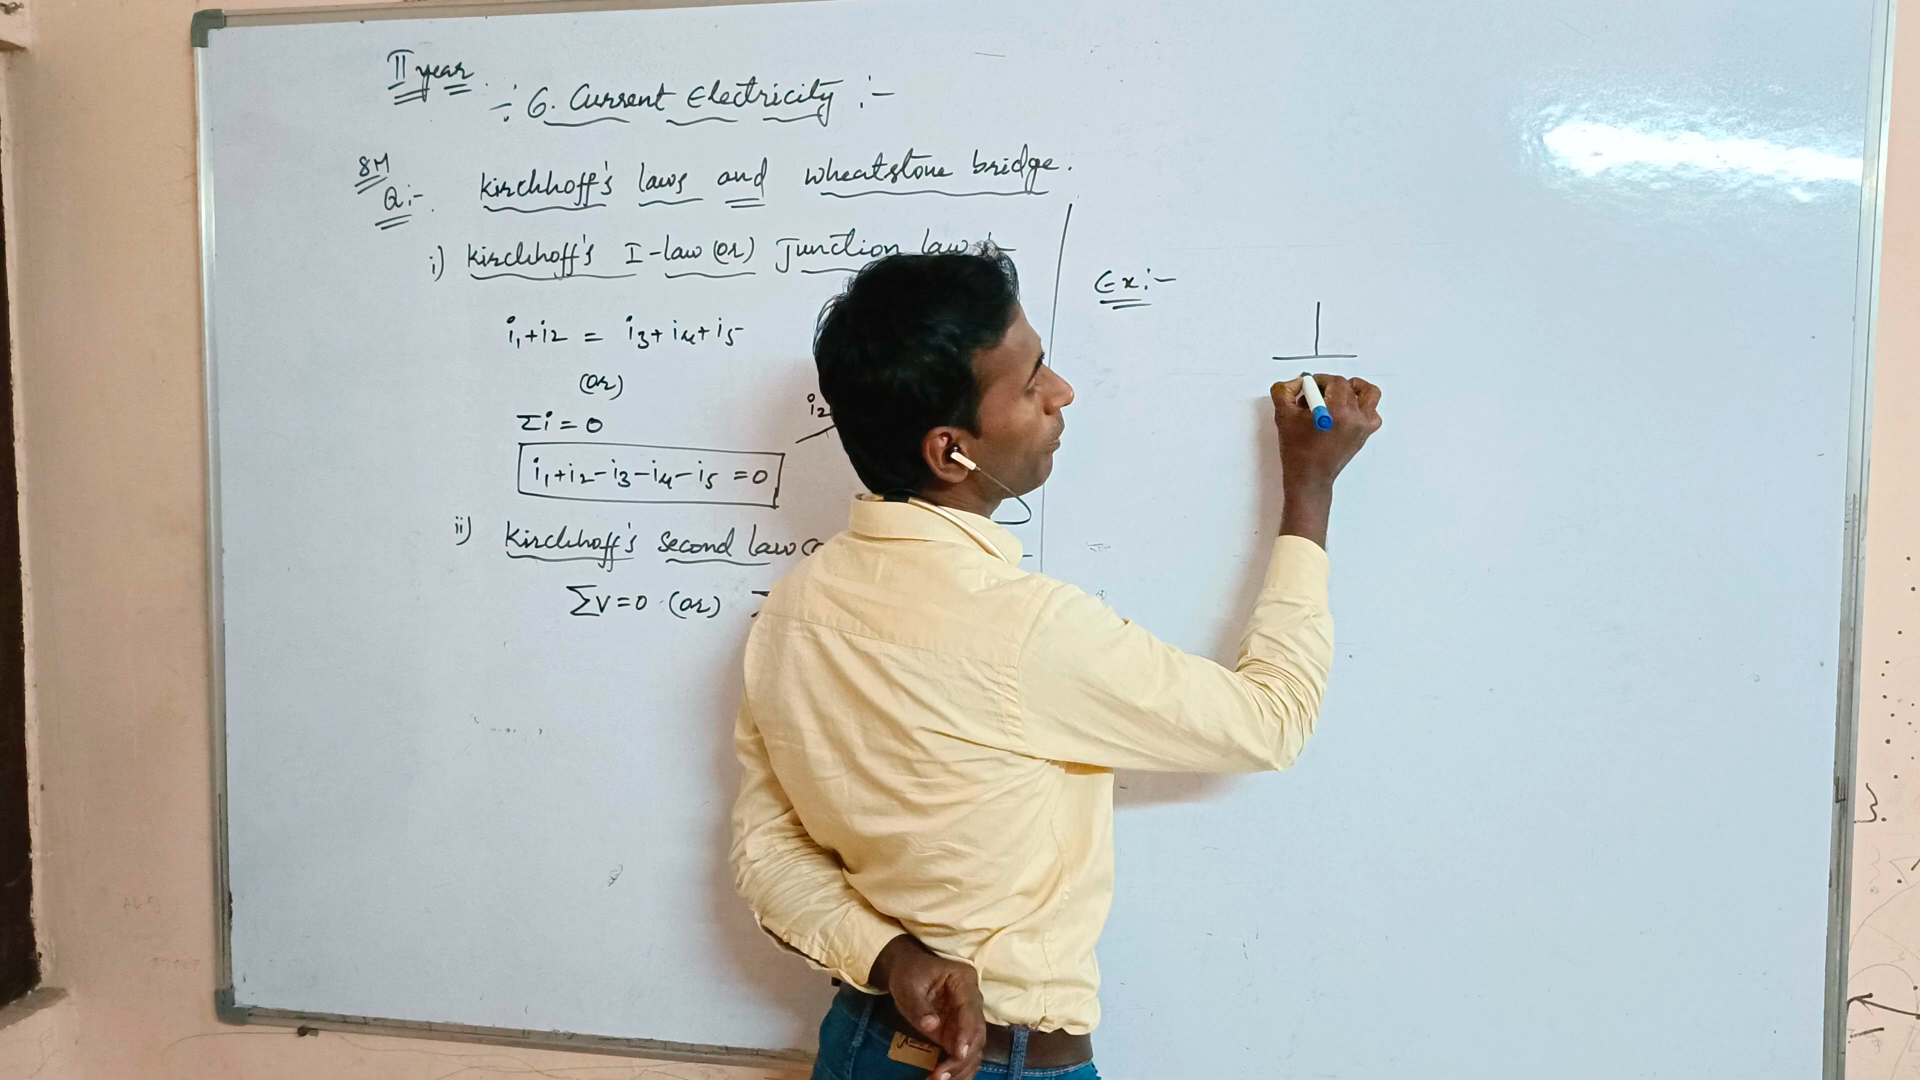 II year
-: 6. Current Electricity :-
8M
Q:- Kirchhoff's laws and wheatstone bridge.
i) Kirchhoff's I-law (or) Junction law :-
i₁+i₂ = i₃+i₄+i₅
(or)
Σi = 0
i₂
i₁+i₂-i₃-i₄-i₅ = 0
ii) Kirchhoff's second law
ΣV=0 (or)
Ex:-